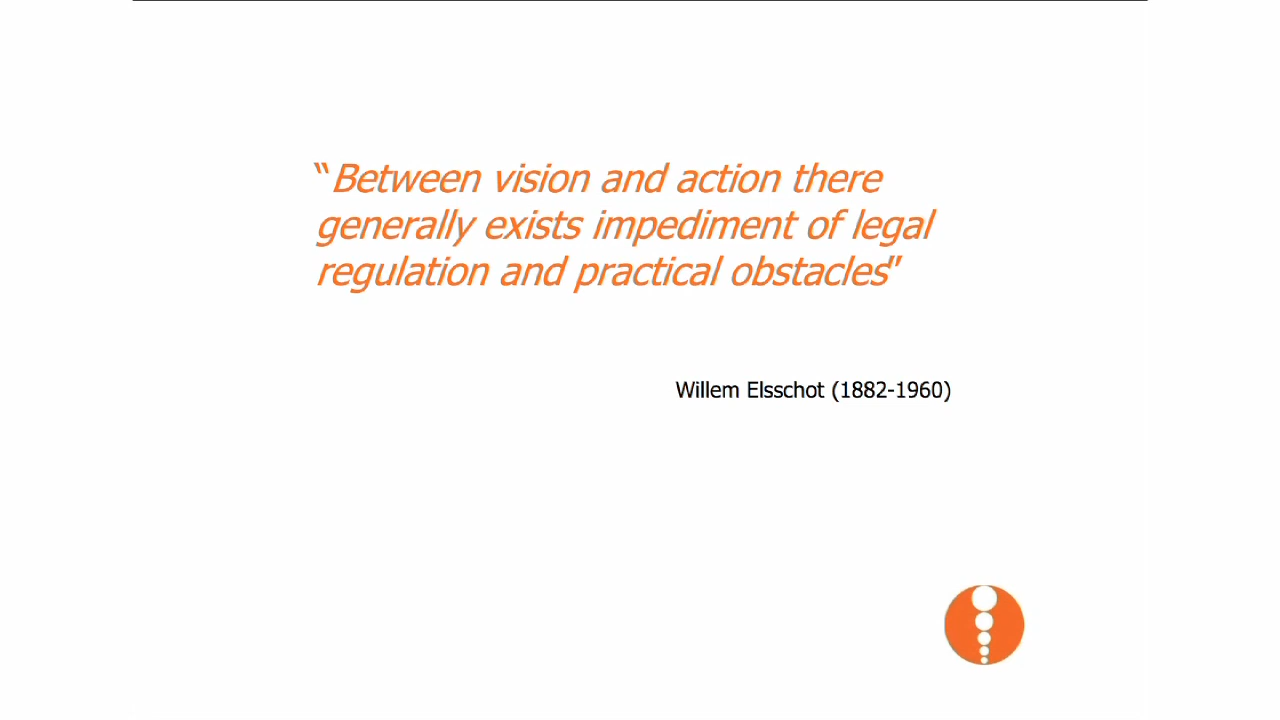 “Between vision and action there
generally exists impediment of legal
regulation and practical obstacles”
Willem Elsschot (1882-1960)